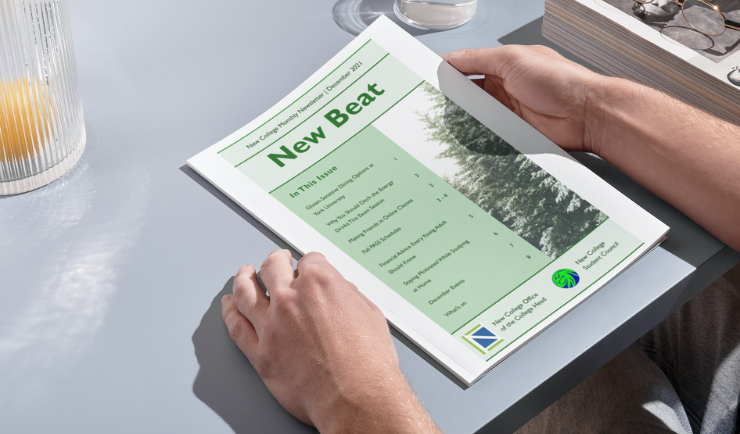 New College Monthly Newsletter | December 2021
New Beat
In This Issue
Gluten-Sensitive Dining Options at 1
York University
Why You Should Ditch the Energy 2
Drinks This Exam Season
Making Friends in Online Classes 2
Fall PASS Schedules 3 - 4
Financial Advice Every Young Adult 5
Should Know
Staying Motivated While Studying 6
at Home
December Events 7
What's on 8
New College Office
of the College Head
New College
Student Council